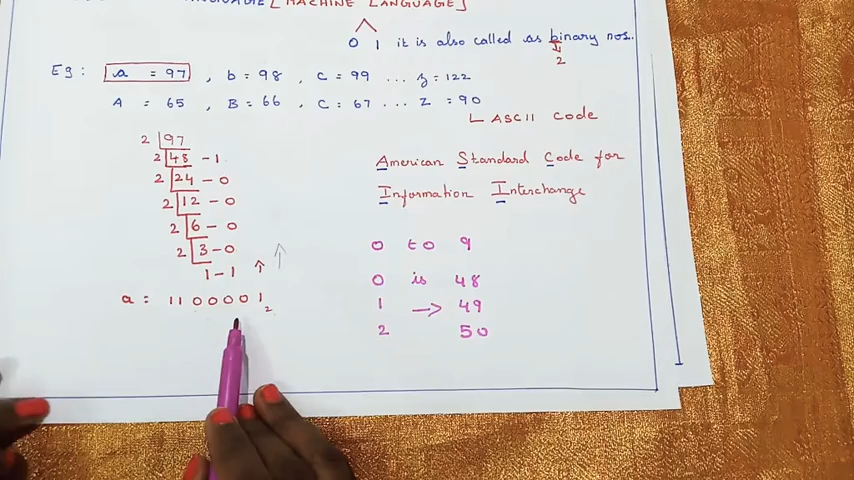 LANGUAGE [MACHINE LANGUAGE]
0 1 it is also called as binary nos.
2
Eg: a = 97, b = 98, c = 99 ... z = 122
A = 65, B = 66, C = 67 ... Z = 90
ASCII code
American Standard Code for
Information Interchange
2 97
2 48 - 1
2 24 - 0
2 12 - 0
2 6 - 0
2 3 - 0
1 - 1
a = 1100001₂
0 to 9
0 is 48
1 → 49
2 50